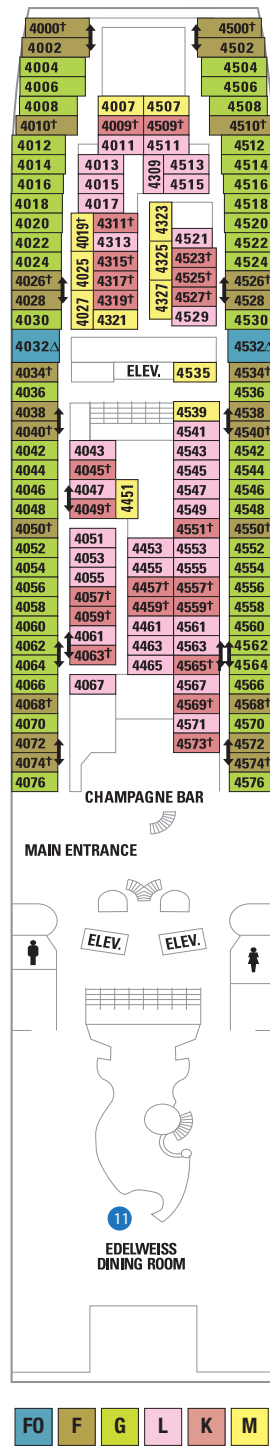 4000† 4500†
4002 4502
4004 4504
4006 4506
4008 4007 4507 4508
4010† 4009† 4509† 4510†
4012 4011 4511 4512
4014 4013 4309 4513 4514
4016 4015 4515 4516
4018 4017 4518
4020 4019† 4311† 4323 4520
4022 4313 4521 4522
4024 4025 4315† 4325 4523† 4524
4026† 4317† 4525† 4526†
4028 4027 4319† 4327 4527† 4528
4030 4321 4529 4530
4032△ 4532△
4034† ELEV. 4535 4534†
4036 4536
4038 4539 4538
4040† 4541 4540†
4042 4043 4543 4542
4044 4045† 4545 4544
4046 4047 4451 4547 4546
4048 4049† 4549 4548
4050† 4551† 4550†
4052 4051 4453 4553 4552
4054 4053 4455 4555 4554
4056 4055 4457† 4557† 4556
4058 4057† 4459† 4559† 4558
4060 4059† 4461 4561 4560
4062 4061 4463 4563 4562
4064 4063† 4465 4565† 4564
4066 4067 4567 4566
4068† 4569† 4568†
4070 4571 4570
4072 4573† 4572
4074† 4574†
4076 4576
CHAMPAGNE BAR
MAIN ENTRANCE
ELEV. ELEV.
11
EDELWEISS
DINING ROOM
FO F G L K M